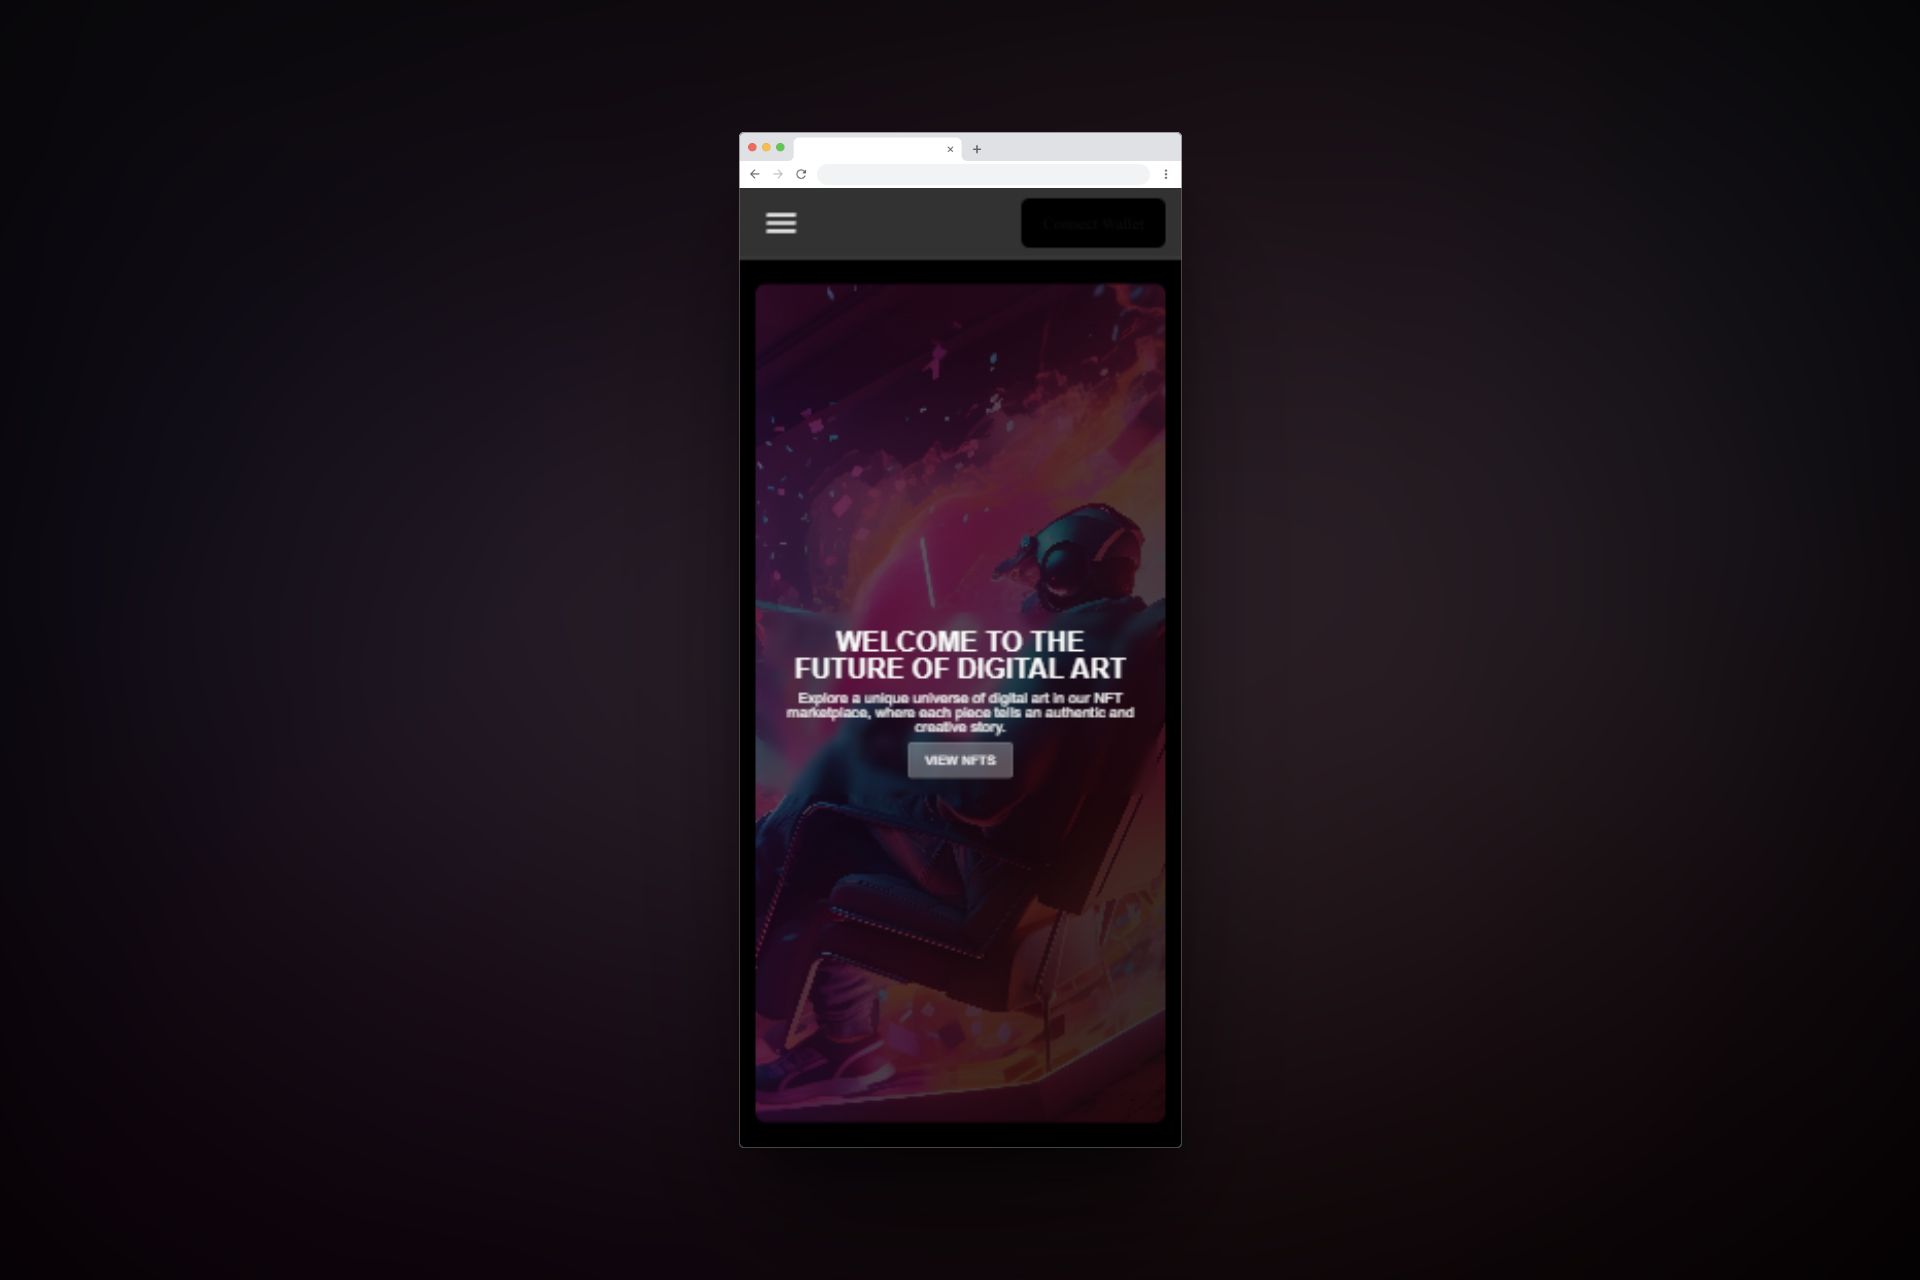 Connect Wallet
WELCOME TO THE
FUTURE OF DIGITAL ART
Explore a unique universe of digital art in our NFT
marketplace, where each piece tells an authentic and
creative story.
VIEW NFTS